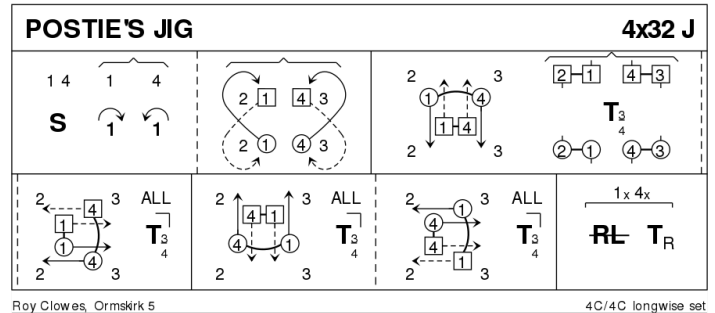 POSTIE'S JIG 4x32 J
1 4 1 4
S 1 1
2 1 4 3
2 1 4 3
2 3
1 4
1 4
2 3
2 1 4 3
T 3 4
2 1 4 3
2 4 3 ALL
1
T 3 4
1
2 4 3
2 3 ALL
4 1
T 3 4
4 1
2 3
2 1 3 ALL
4
T 3 4
4
2 1 3
1x 4x
RL TR
Roy Clowes, Ormskirk 5 4C/4C longwise set